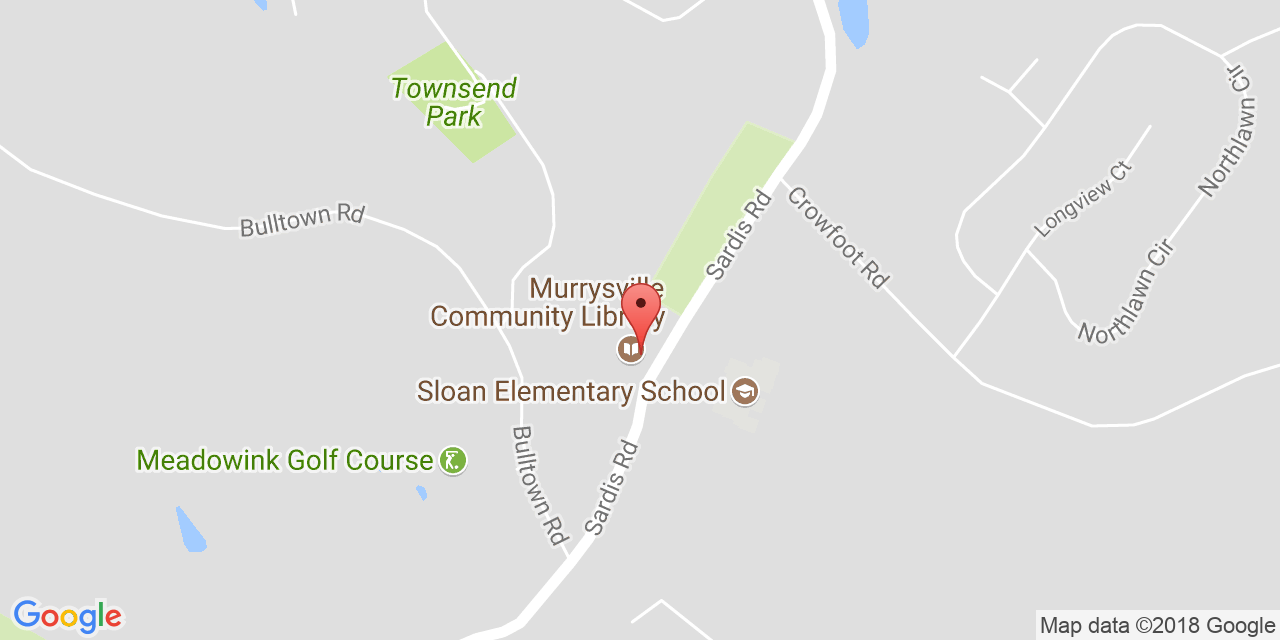 Townsend
Park
Northlawn Cir
Longview Ct
Bulltown Rd
Sardis Rd
Crowfoot Rd
Northlawn Cir
Murrysville
Community Library
Sloan Elementary School
Meadowink Golf Course
Bulltown Rd
Sardis Rd
Google
Map data ©2018 Google